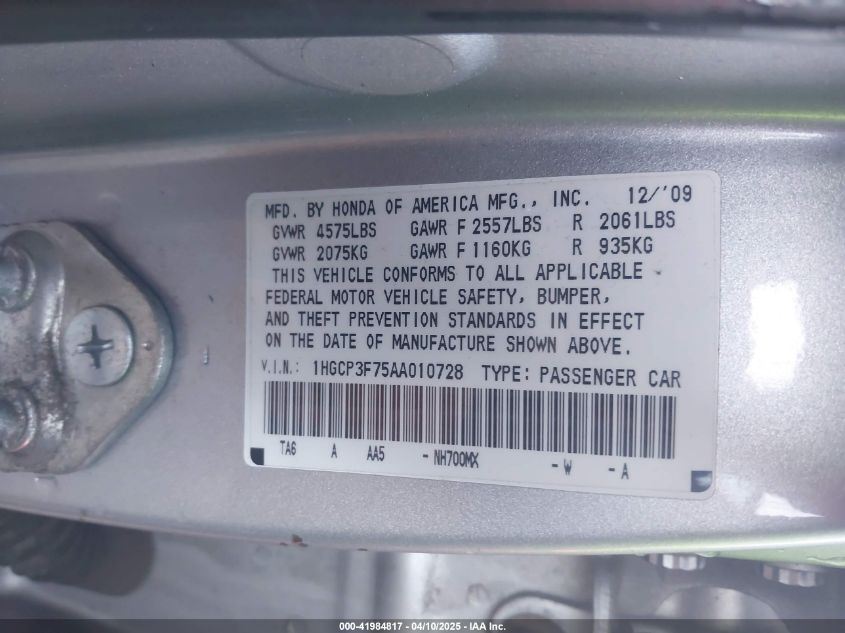 MFD. BY HONDA OF AMERICA MFG., INC. 12/'09
GVWR 4575LBS GAWR F 2557LBS R 2061LBS
GVWR 2075KG GAWR F 1160KG R 935KG
THIS VEHICLE CONFORMS TO ALL APPLICABLE
FEDERAL MOTOR VEHICLE SAFETY, BUMPER,
AND THEFT PREVENTION STANDARDS IN EFFECT
ON THE DATE OF MANUFACTURE SHOWN ABOVE.
V.I.N.: 1HGCP3F75AA010728 TYPE: PASSENGER CAR
TA6 A AA5 -NH700MX -W -A
000-41984817 - 04/10/2025 - IAA Inc.